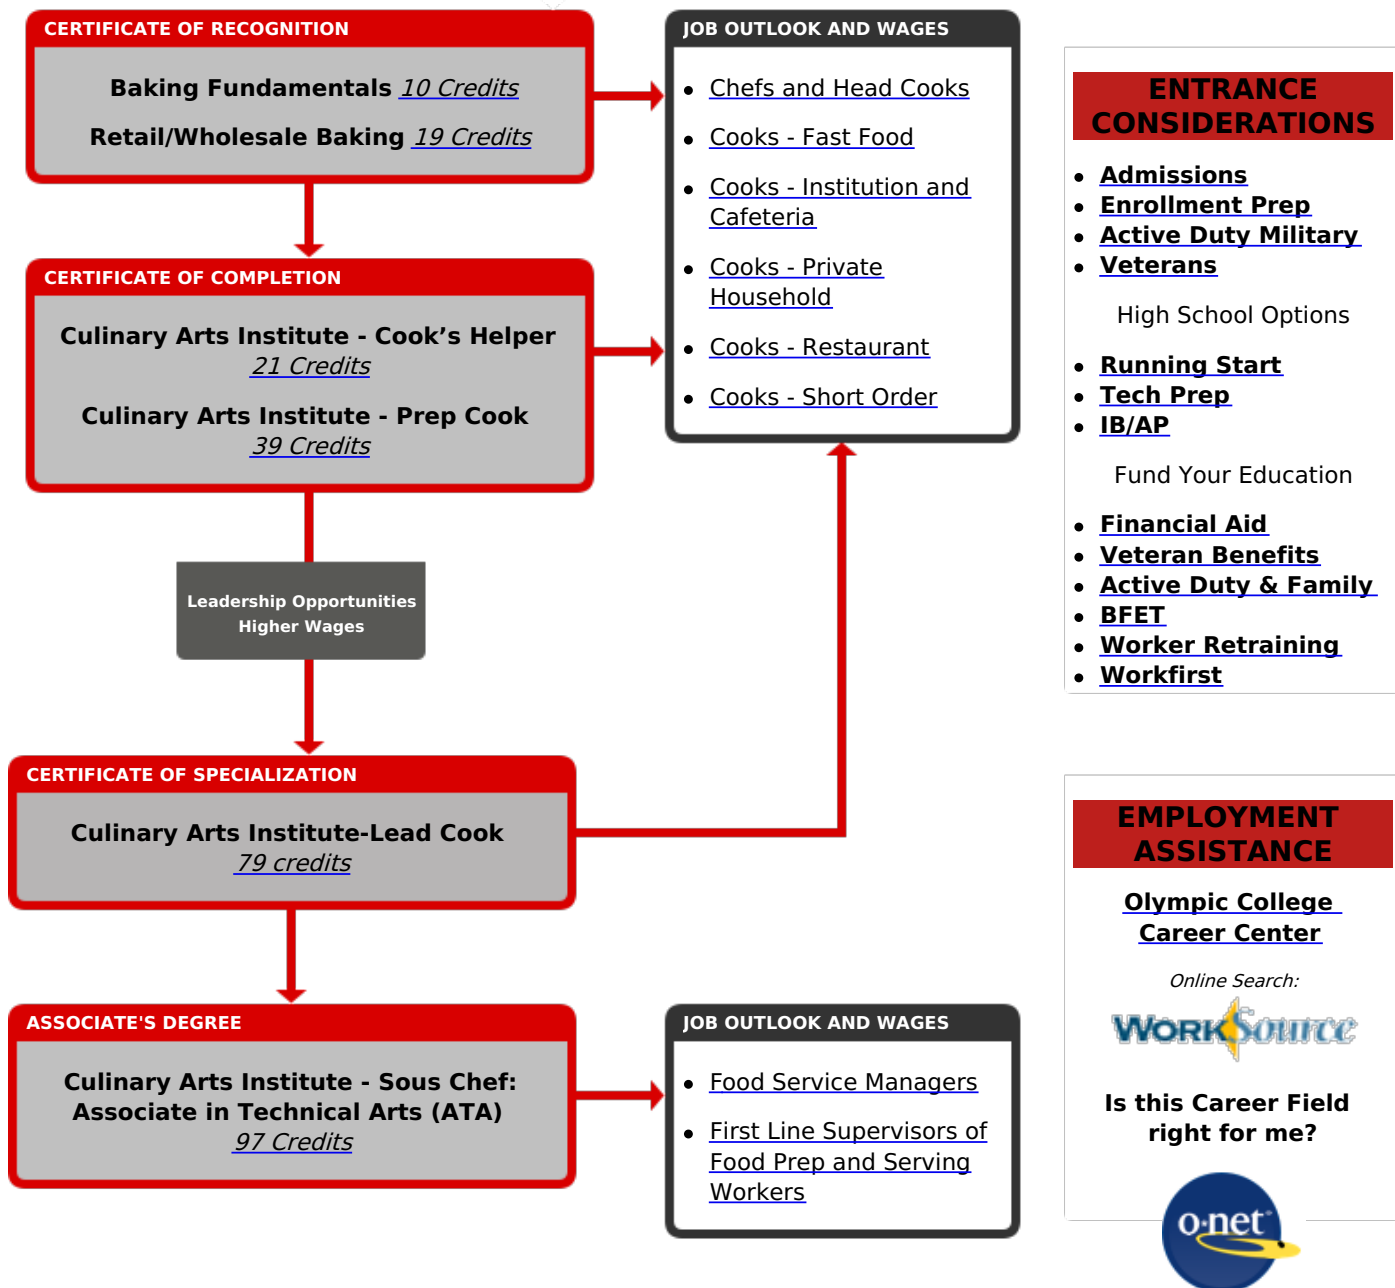 CERTIFICATE OF RECOGNITION
Baking Fundamentals 10 Credits
Retail/Wholesale Baking 19 Credits
CERTIFICATE OF COMPLETION
Culinary Arts Institute - Cook’s Helper
21 Credits
Culinary Arts Institute - Prep Cook
39 Credits
Leadership Opportunities
Higher Wages
CERTIFICATE OF SPECIALIZATION
Culinary Arts Institute-Lead Cook
79 credits
ASSOCIATE'S DEGREE
Culinary Arts Institute - Sous Chef:
Associate in Technical Arts (ATA)
97 Credits
JOB OUTLOOK AND WAGES
Chefs and Head Cooks
Cooks - Fast Food
Cooks - Institution and
Cafeteria
Cooks - Private
Household
Cooks - Restaurant
Cooks - Short Order
JOB OUTLOOK AND WAGES
Food Service Managers
First Line Supervisors of
Food Prep and Serving
Workers
ENTRANCE
CONSIDERATIONS
Admissions
Enrollment Prep
Active Duty Military
Veterans
High School Options
Running Start
Tech Prep
IB/AP
Fund Your Education
Financial Aid
Veteran Benefits
Active Duty & Family
BFET
Worker Retraining
Workfirst
EMPLOYMENT
ASSISTANCE
Olympic College
Career Center
Online Search:
WorkSource
Is this Career Field
right for me?
o·net